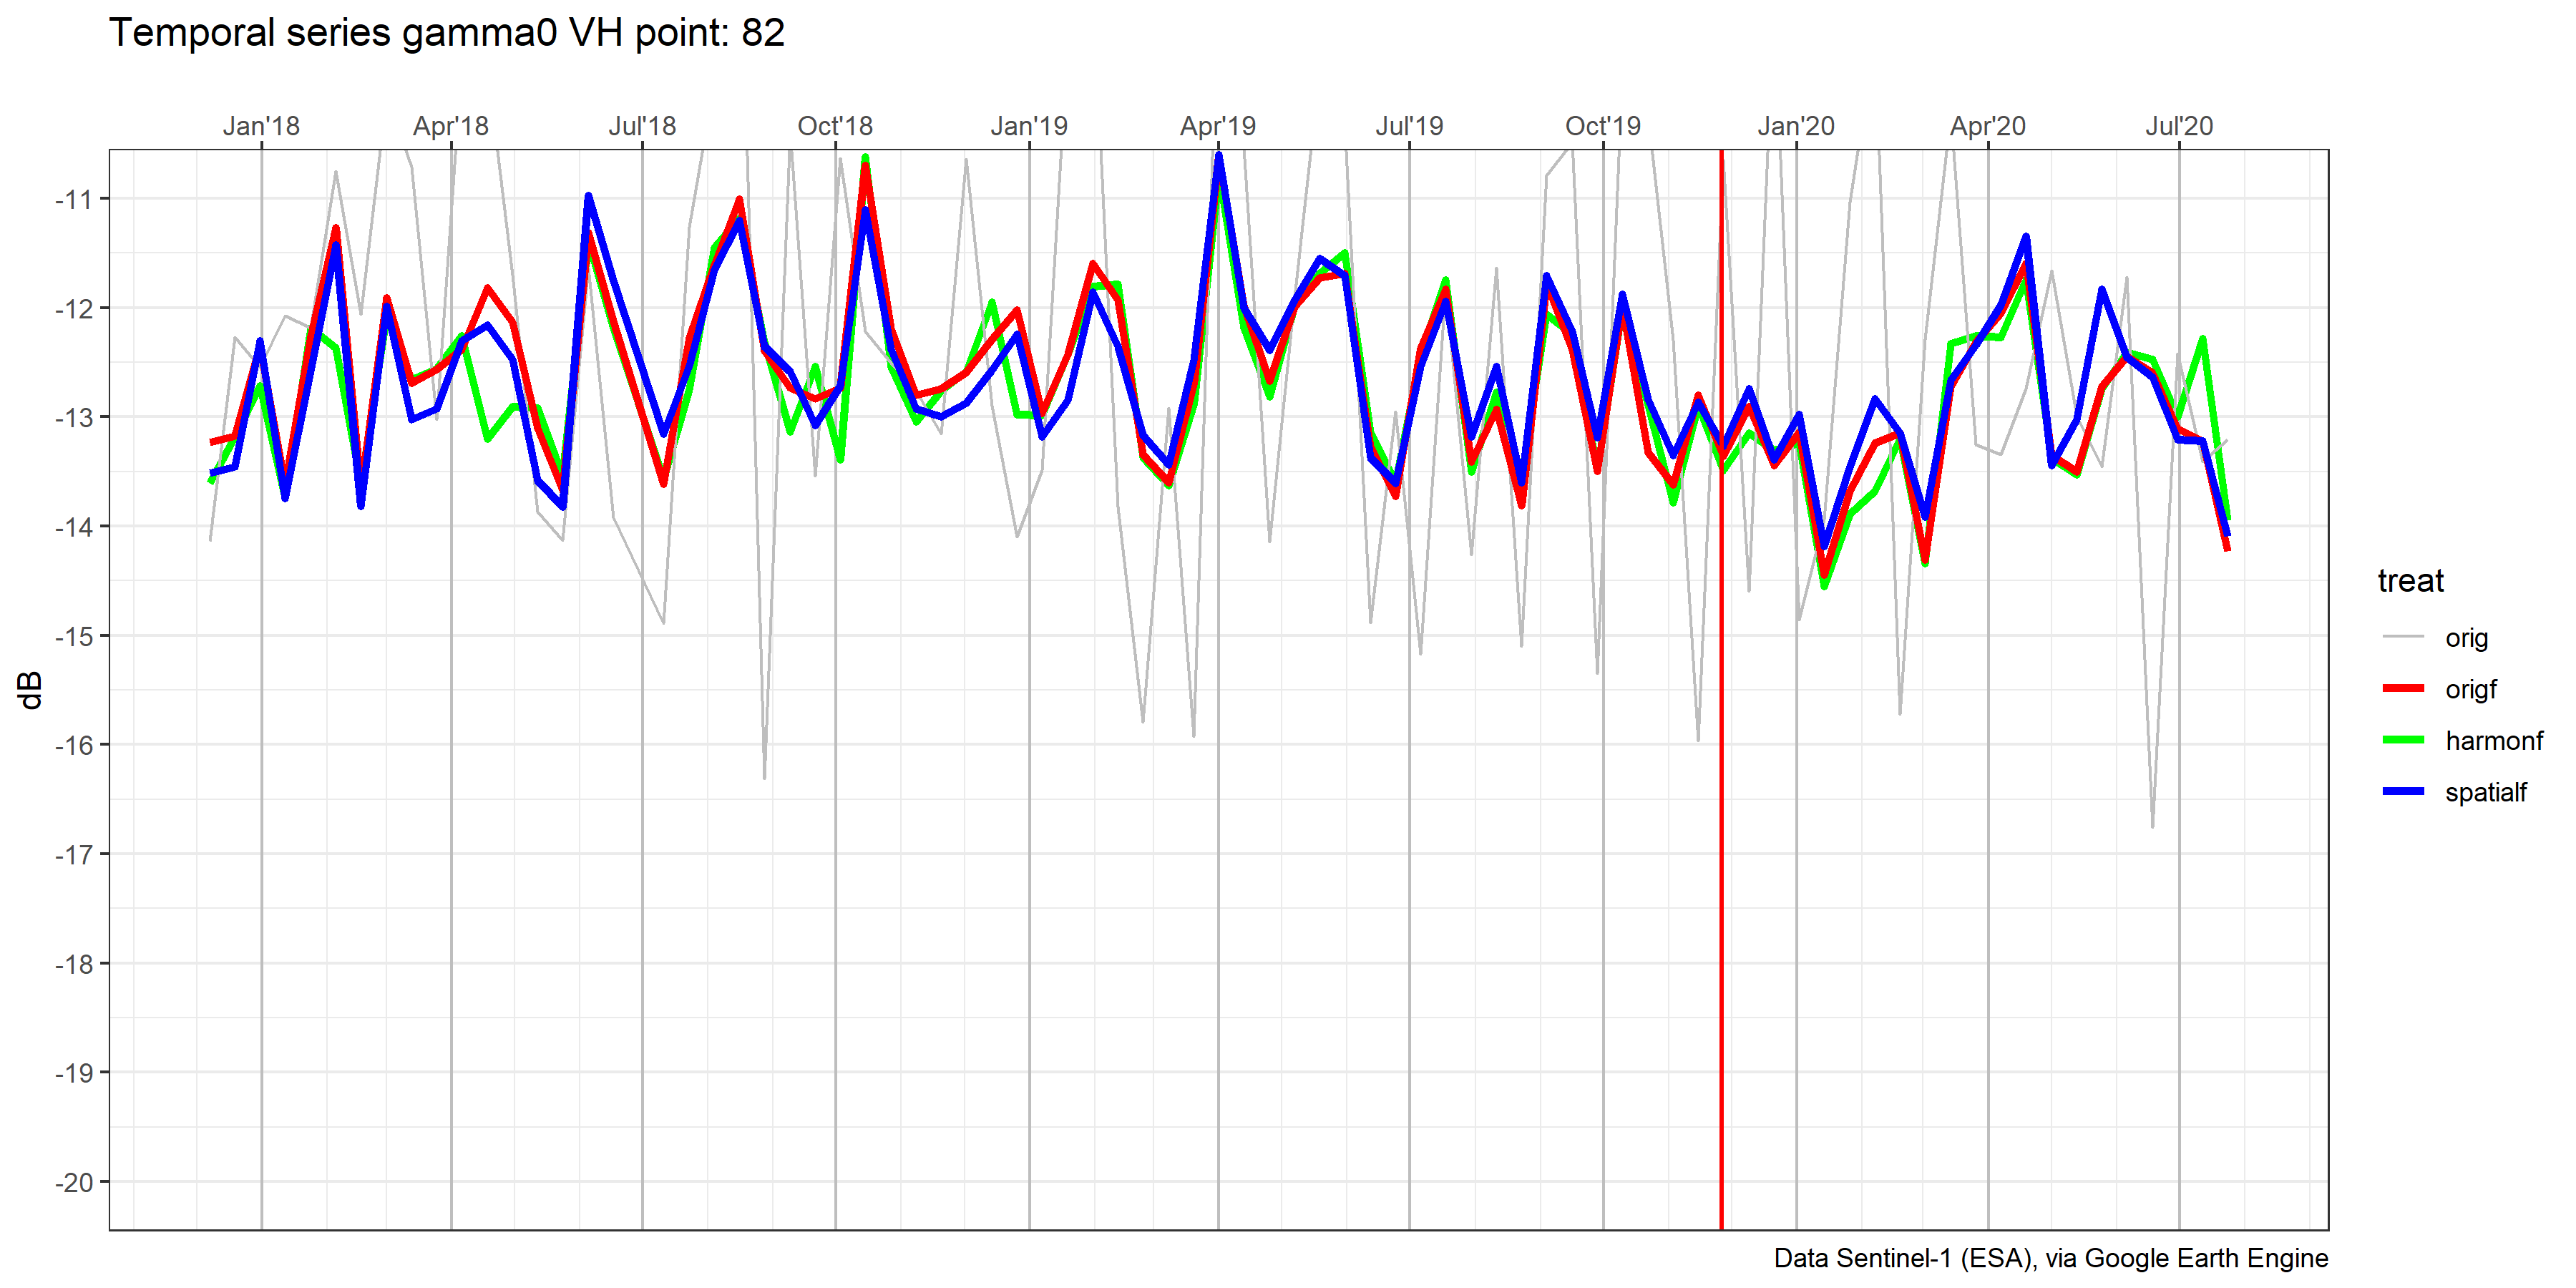 Temporal series gamma0 VH point: 82
Jan'18 Apr'18 Jul'18 Oct'18 Jan'19 Apr'19 Jul'19 Oct'19 Jan'20 Apr'20 Jul'20
-11
-12
-13
-14
-15
-16
-17
-18
-19
-20
dB
treat
orig
origf
harmonf
spatialf
Data Sentinel-1 (ESA), via Google Earth Engine